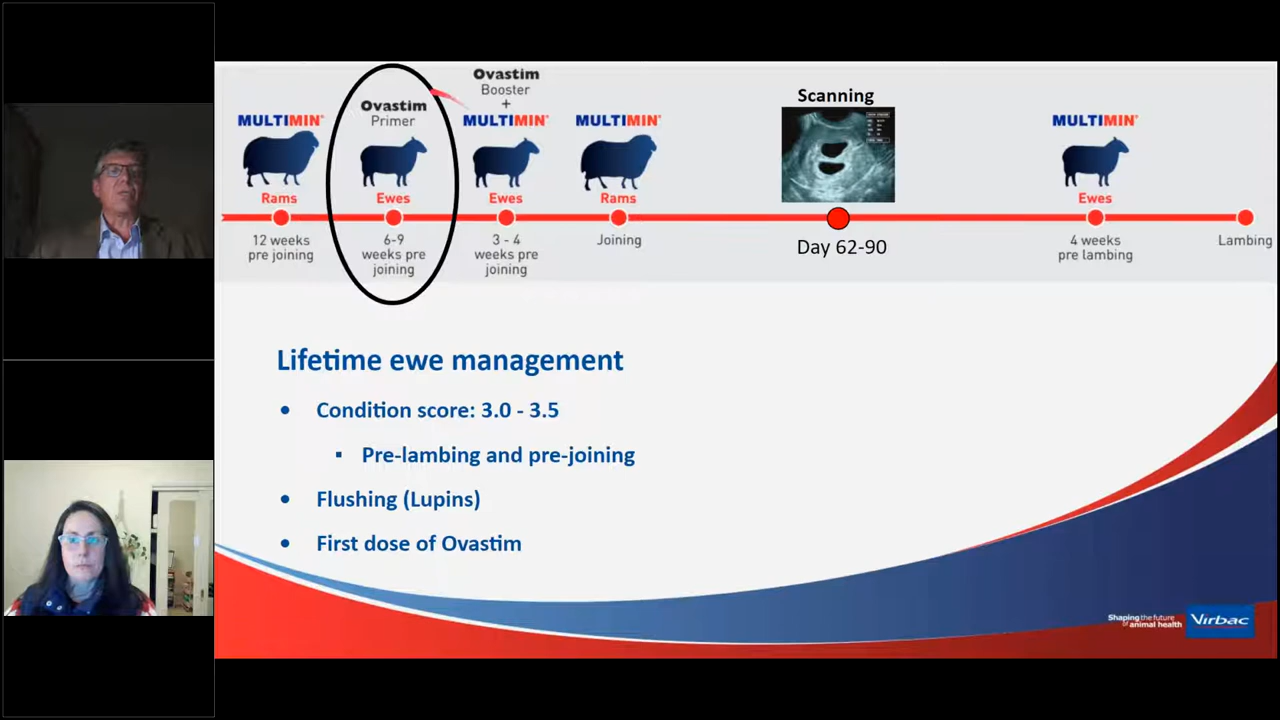 MULTIMIN®
Rams
12 weeks
pre joining
Ovastim
Primer
Ewes
6-9
weeks pre
joining
Ovastim
Booster
+
MULTIMIN®
Ewes
3 - 4
weeks pre
joining
MULTIMIN®
Rams
Joining
Scanning
Day 62-90
MULTIMIN®
Ewes
4 weeks
pre lambing
Lambing
Lifetime ewe management
• Condition score: 3.0 - 3.5
▪ Pre-lambing and pre-joining
• Flushing (Lupins)
• First dose of Ovastim
Shaping the future
of animal health
Virbac